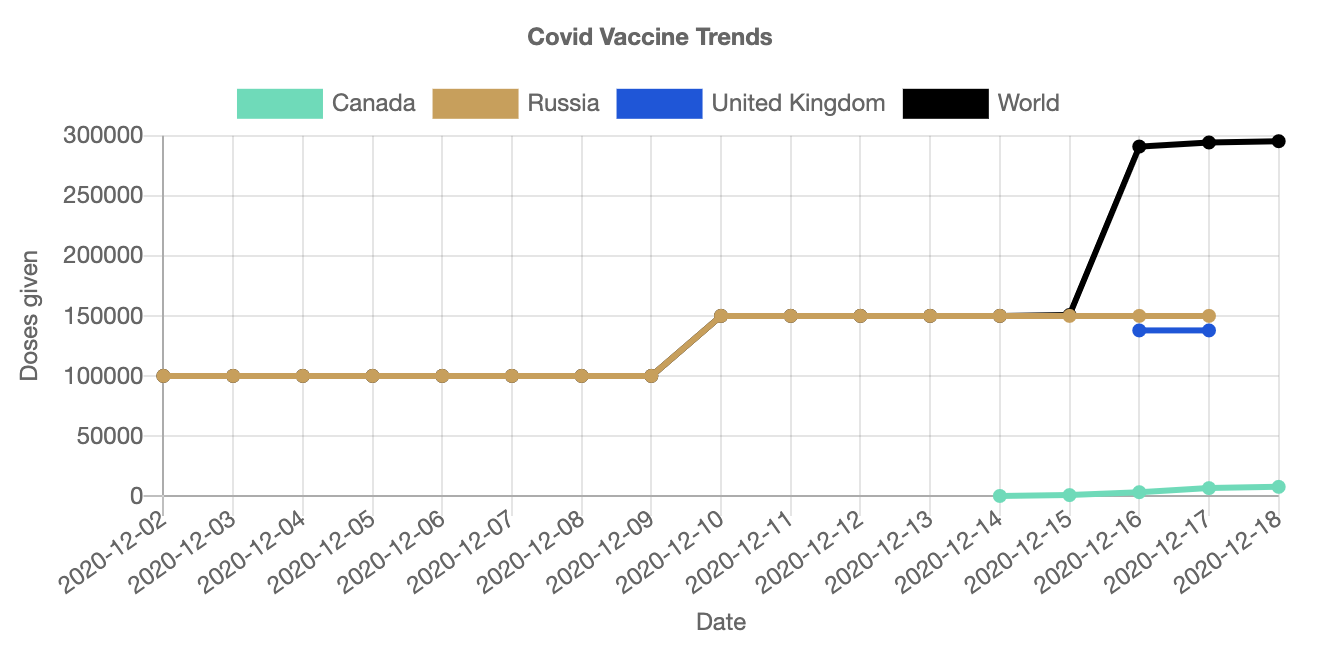 Covid Vaccine Trends
Canada Russia United Kingdom World
300000
250000
200000
150000
100000
50000
0
Doses given
2020-12-02 2020-12-03 2020-12-04 2020-12-05 2020-12-06 2020-12-07 2020-12-08 2020-12-09 2020-12-10 2020-12-11 2020-12-12 2020-12-13 2020-12-14 2020-12-15 2020-12-16 2020-12-17 2020-12-18
Date